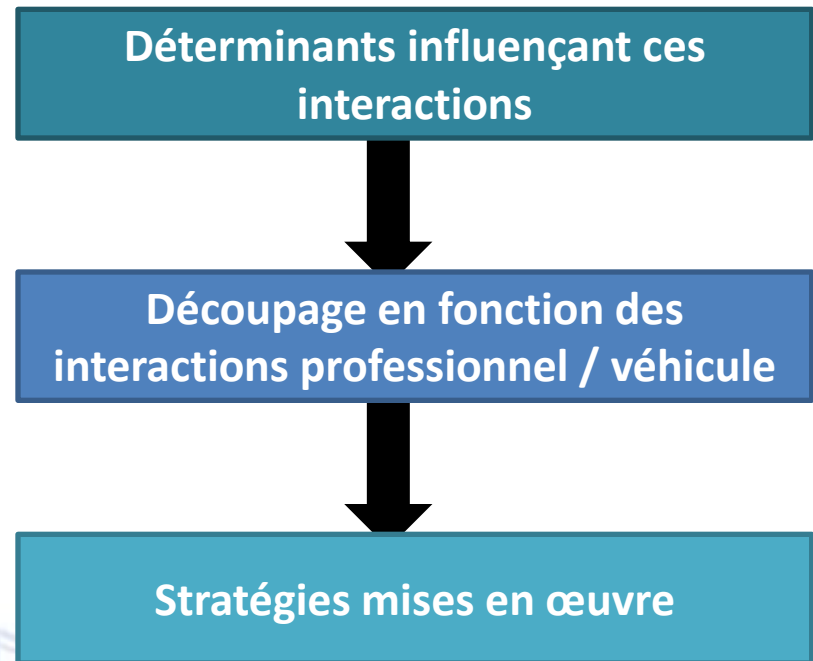 Déterminants influençant ces
interactions
Découpage en fonction des
interactions professionnel / véhicule
Stratégies mises en œuvre